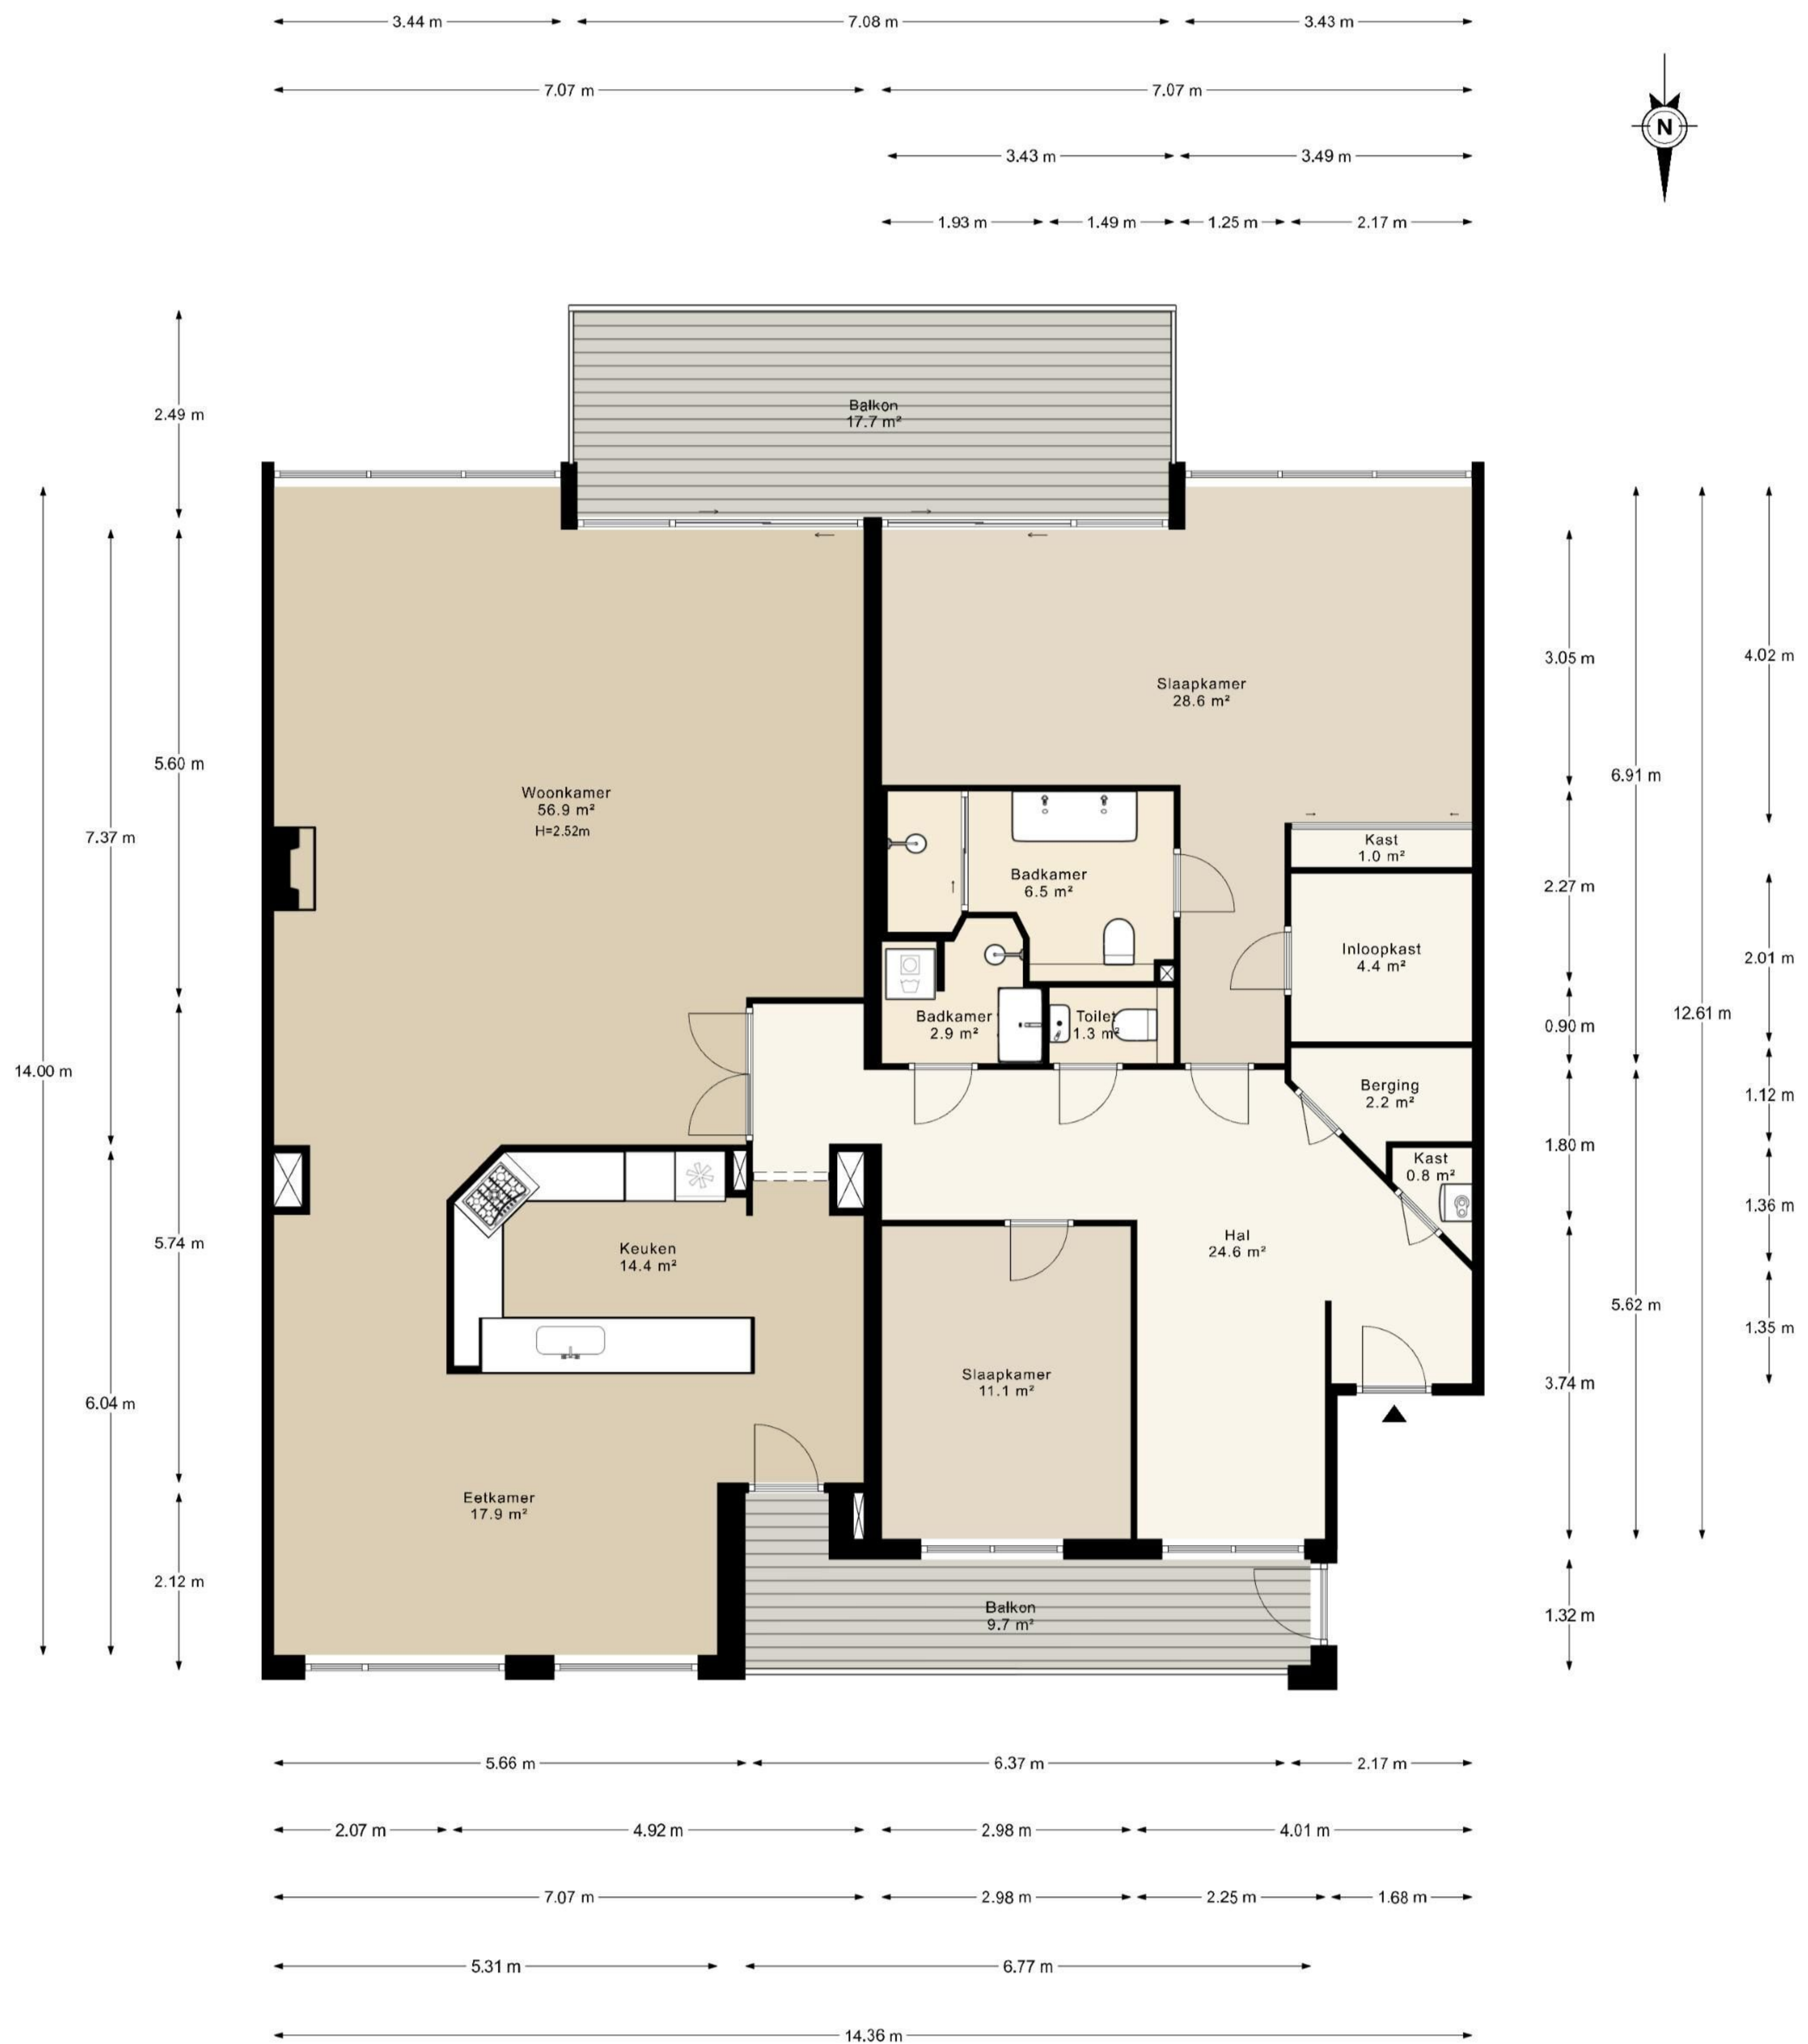 3.44 m
7.08 m
3.43 m
7.07 m
7.07 m
N
3.43 m
3.49 m
1.93 m
1.49 m
1.25 m
2.17 m
2.49 m
Balkon
17.7 m²
3.05 m
4.02 m
Slaapkamer
28.6 m²
5.60 m
6.91 m
Woonkamer
56.9 m²
H=2.52m
7.37 m
Kast
1.0 m²
Badkamer
6.5 m²
2.27 m
Inloopkast
4.4 m²
2.01 m
Badkamer
2.9 m²
Toilet
1.3 m²
0.90 m
12.61 m
14.00 m
Berging
2.2 m²
1.12 m
1.80 m
Kast
0.8 m²
1.36 m
5.74 m
Keuken
14.4 m²
Hal
24.6 m²
5.62 m
1.35 m
6.04 m
Slaapkamer
11.1 m²
3.74 m
Eetkamer
17.9 m²
2.12 m
Balkon
9.7 m²
1.32 m
5.66 m
6.37 m
2.17 m
2.07 m
4.92 m
2.98 m
4.01 m
7.07 m
2.98 m
2.25 m
1.68 m
5.31 m
6.77 m
14.36 m